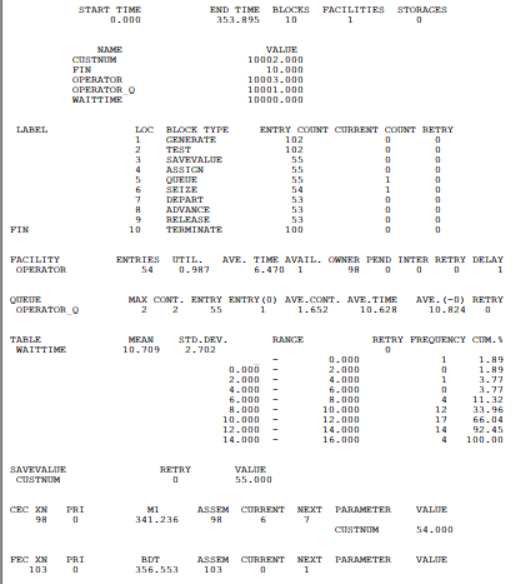 START TIME END TIME BLOCKS FACILITIES STORAGES
0.000 353.895 10 1 0
NAME VALUE
CUSTNUM 10002.000
FIN 10.000
OPERATOR 10003.000
OPERATOR_Q 10001.000
WAITTIME 10000.000
LABEL LOC BLOCK TYPE ENTRY COUNT CURRENT COUNT RETRY
1 GENERATE 102 0 0
2 TEST 102 0 0
3 SAVEVALUE 55 0 0
4 ASSIGN 55 0 0
5 QUEUE 55 1 0
6 SEIZE 54 1 0
7 DEPART 53 0 0
8 ADVANCE 53 0 0
9 RELEASE 53 0 0
FIN 10 TERMINATE 100 0 0
FACILITY ENTRIES UTIL. AVE. TIME AVAIL. OWNER PEND INTER RETRY DELAY
OPERATOR 54 0.987 6.470 1 98 0 0 0 1
QUEUE MAX CONT. ENTRY ENTRY(0) AVE.CONT. AVE.TIME AVE.(-0) RETRY
OPERATOR_Q 2 2 55 1 1.652 10.628 10.824 0
TABLE MEAN STD.DEV. RANGE RETRY FREQUENCY CUM.%
WAITTIME 10.709 2.702 0
_ - 0.000 1 1.89
0.000 - 2.000 0 1.89
2.000 - 4.000 1 3.77
4.000 - 6.000 0 3.77
6.000 - 8.000 4 11.32
8.000 - 10.000 12 33.96
10.000 - 12.000 17 66.04
12.000 - 14.000 14 92.45
14.000 - 16.000 4 100.00
SAVEVALUE RETRY VALUE
CUSTNUM 0 55.000
CEC XN PRI M1 ASSEM CURRENT NEXT PARAMETER VALUE
98 0 341.236 98 6 7
CUSTNUM 54.000
FEC XN PRI BDT ASSEM CURRENT NEXT PARAMETER VALUE
103 0 356.553 103 0 1